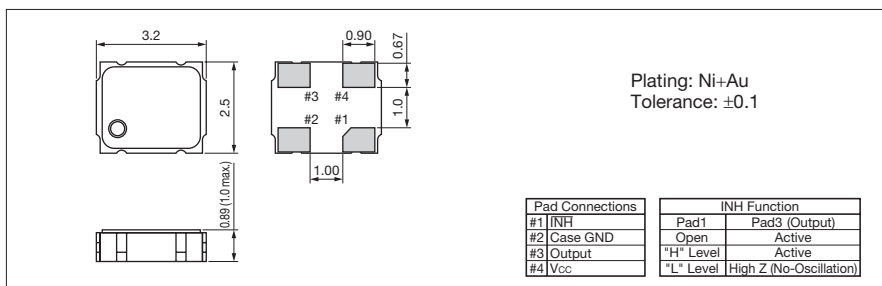 3.2
0.90
0.67
#3 #4
#2 #1
2.5
1.0
1.00
0.89 (1.0 max.)
Plating: Ni+Au
Tolerance: ±0.1
Pad Connections
#1 INH
#2 Case GND
#3 Output
#4 Vcc
INH Function
Pad1 Pad3 (Output)
Open Active
"H" Level Active
"L" Level High Z (No-Oscillation)